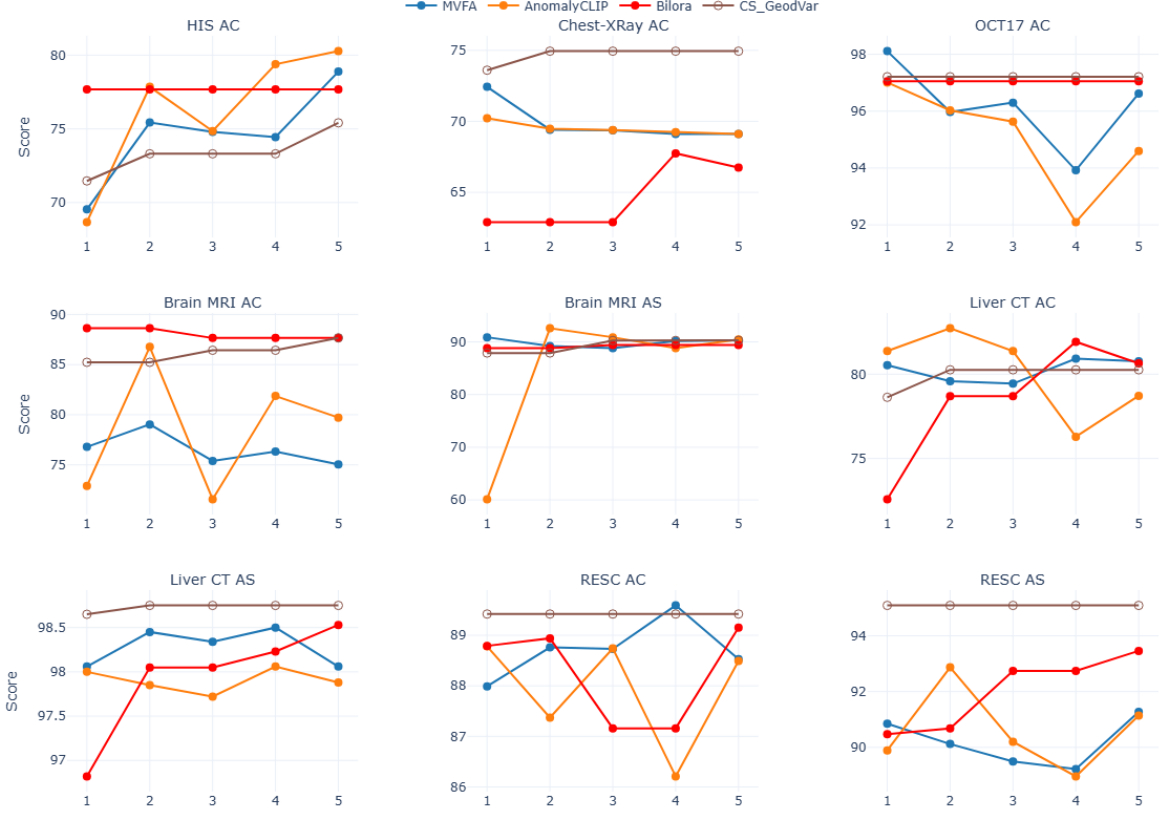 MVFA AnomalyCLIP Bilora CS_GeodVar
HIS AC Chest-XRay AC OCT17 AC
Score
80
75
70
1 2 3 4 5
75
70
65
1 2 3 4 5
98
96
94
92
1 2 3 4 5
Brain MRI AC Brain MRI AS Liver CT AC
Score
90
85
80
75
1 2 3 4 5
90
80
70
60
1 2 3 4 5
80
75
1 2 3 4 5
Liver CT AS RESC AC RESC AS
Score
98.5
98
97.5
97
1 2 3 4 5
89
88
87
86
1 2 3 4 5
94
92
90
1 2 3 4 5